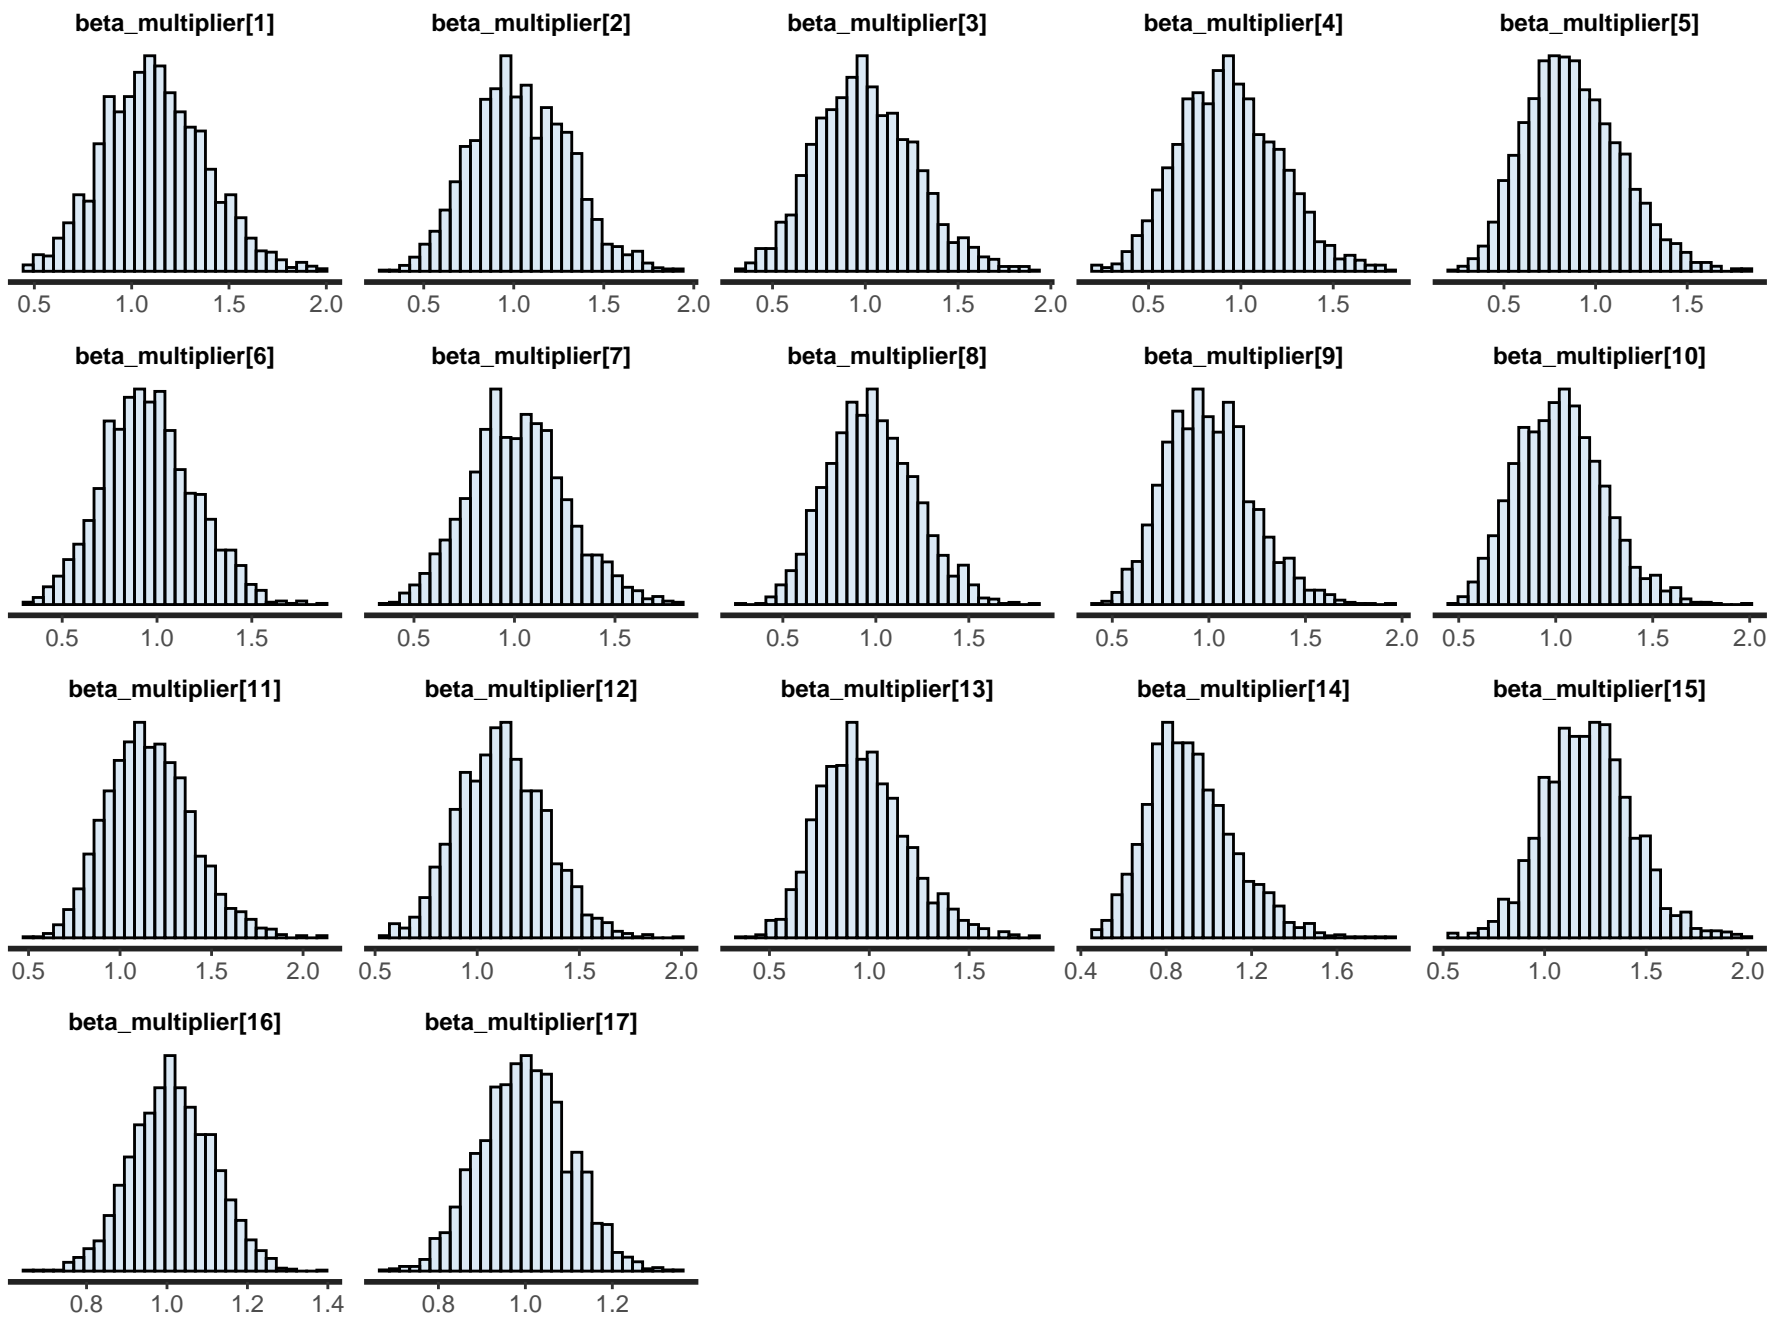 beta_multiplier[1] beta_multiplier[2] beta_multiplier[3] beta_multiplier[4] beta_multiplier[5]
0.5 1.0 1.5 2.0 0.5 1.0 1.5 2.0 0.5 1.0 1.5 2.0 0.5 1.0 1.5 0.5 1.0 1.5
beta_multiplier[6] beta_multiplier[7] beta_multiplier[8] beta_multiplier[9] beta_multiplier[10]
0.5 1.0 1.5 0.5 1.0 1.5 0.5 1.0 1.5 0.5 1.0 1.5 2.0 0.5 1.0 1.5 2.0
beta_multiplier[11] beta_multiplier[12] beta_multiplier[13] beta_multiplier[14] beta_multiplier[15]
0.5 1.0 1.5 2.0 0.5 1.0 1.5 2.0 0.5 1.0 1.5 0.4 0.8 1.2 1.6 0.5 1.0 1.5 2.0
beta_multiplier[16] beta_multiplier[17]
0.8 1.0 1.2 1.4 0.8 1.0 1.2